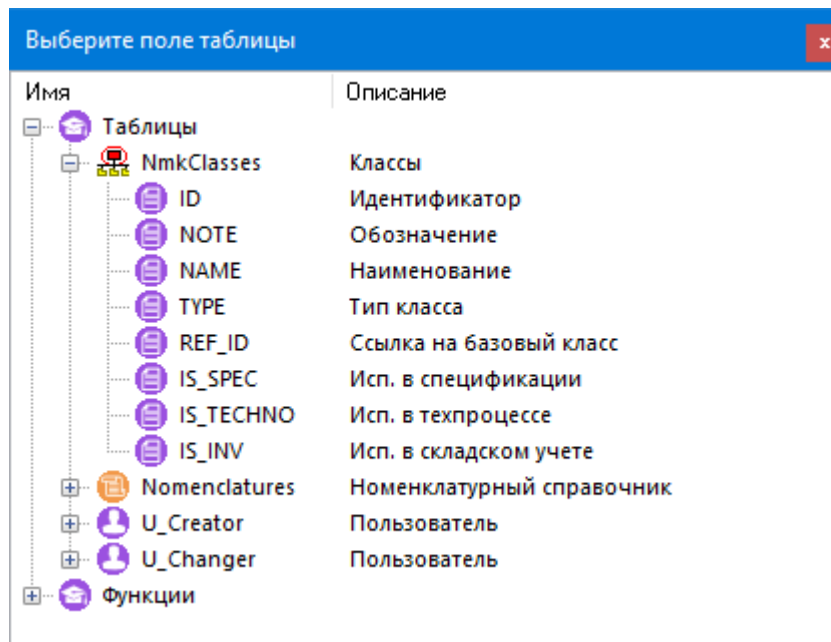 Выберите поле таблицы
x
Имя Описание
Таблицы
NmkClasses Классы
ID Идентификатор
NOTE Обозначение
NAME Наименование
TYPE Тип класса
REF_ID Ссылка на базовый класс
IS_SPEC Исп. в спецификации
IS_TECHNO Исп. в техпроцессе
IS_INV Исп. в складском учете
Nomenclatures Номенклатурный справочник
U_Creator Пользователь
U_Changer Пользователь
Функции